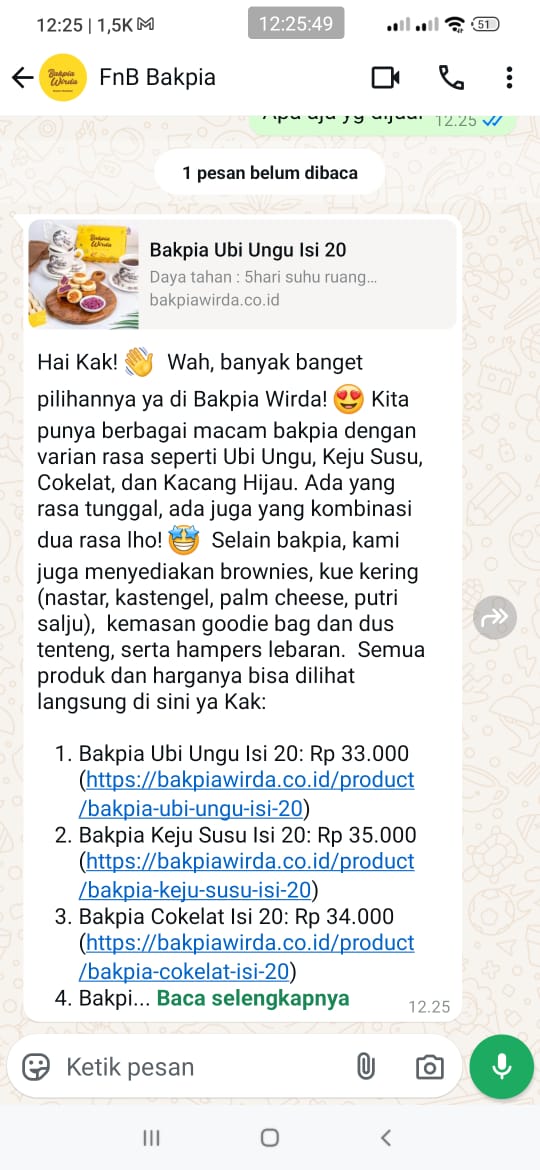 12:25 | 1,5K
12:25:49
51
Bakpia Wirda
FnB Bakpia
Apa aja yg dijual
12.25
1 pesan belum dibaca
Bakpia Wirda
Bakpia Ubi Ungu Isi 20
Daya tahan : 5hari suhu ruang...
bakpiawirda.co.id
Hai Kak! 👋 Wah, banyak banget
pilihannya ya di Bakpia Wirda! 😍 Kita
punya berbagai macam bakpia dengan
varian rasa seperti Ubi Ungu, Keju Susu,
Cokelat, dan Kacang Hijau. Ada yang
rasa tunggal, ada juga yang kombinasi
dua rasa lho! 🤩 Selain bakpia, kami
juga menyediakan brownies, kue kering
(nastar, kastengel, palm cheese, putri
salju), kemasan goodie bag dan dus
tenteng, serta hampers lebaran. Semua
produk dan harganya bisa dilihat
langsung di sini ya Kak:
1. Bakpia Ubi Ungu Isi 20: Rp 33.000
(https://bakpiawirda.co.id/product
/bakpia-ubi-ungu-isi-20)
2. Bakpia Keju Susu Isi 20: Rp 35.000
(https://bakpiawirda.co.id/product
/bakpia-keju-susu-isi-20)
3. Bakpia Cokelat Isi 20: Rp 34.000
(https://bakpiawirda.co.id/product
/bakpia-cokelat-isi-20)
4. Bakpi... Baca selengkapnya
12.25
Ketik pesan